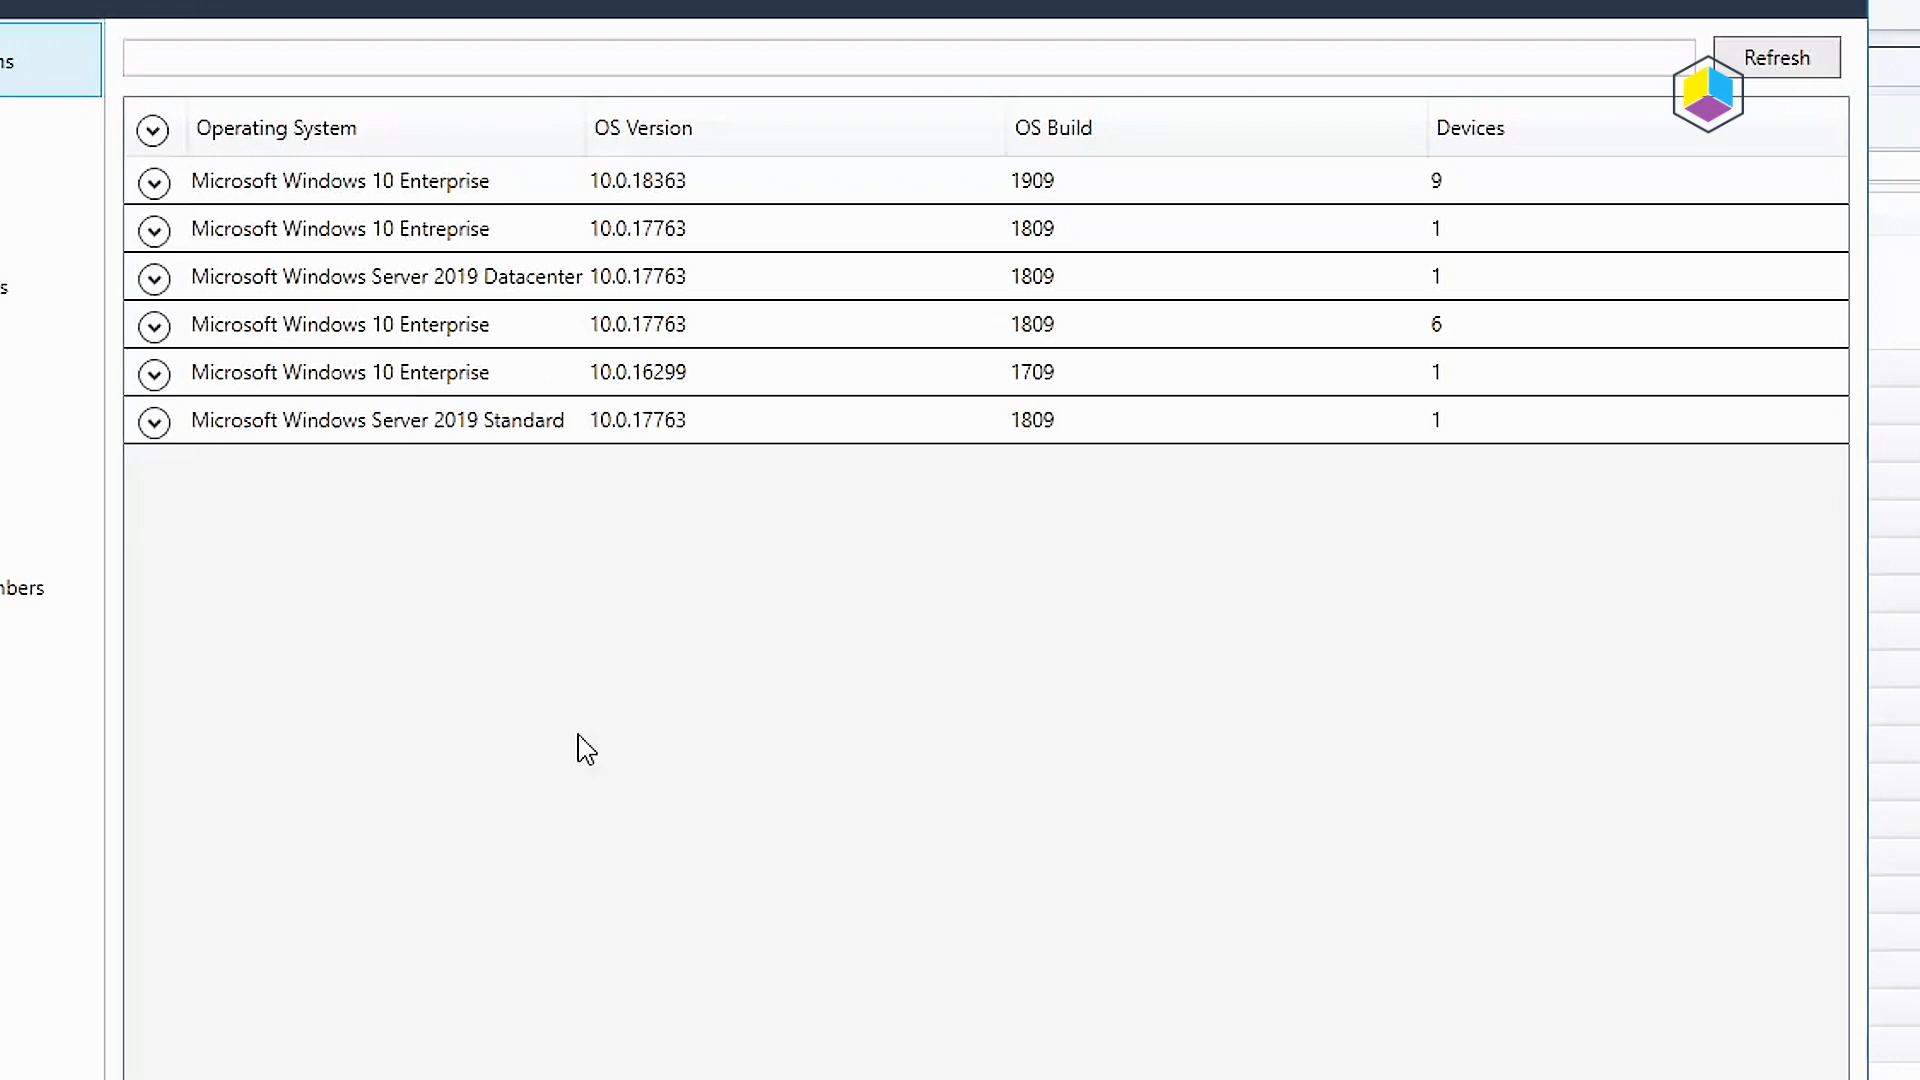 ns
Refresh
Operating System OS Version OS Build Devices
Microsoft Windows 10 Enterprise 10.0.18363 1909 9
Microsoft Windows 10 Entreprise 10.0.17763 1809 1
Microsoft Windows Server 2019 Datacenter 10.0.17763 1809 1
s
Microsoft Windows 10 Enterprise 10.0.17763 1809 6
Microsoft Windows 10 Enterprise 10.0.16299 1709 1
Microsoft Windows Server 2019 Standard 10.0.17763 1809 1
nbers